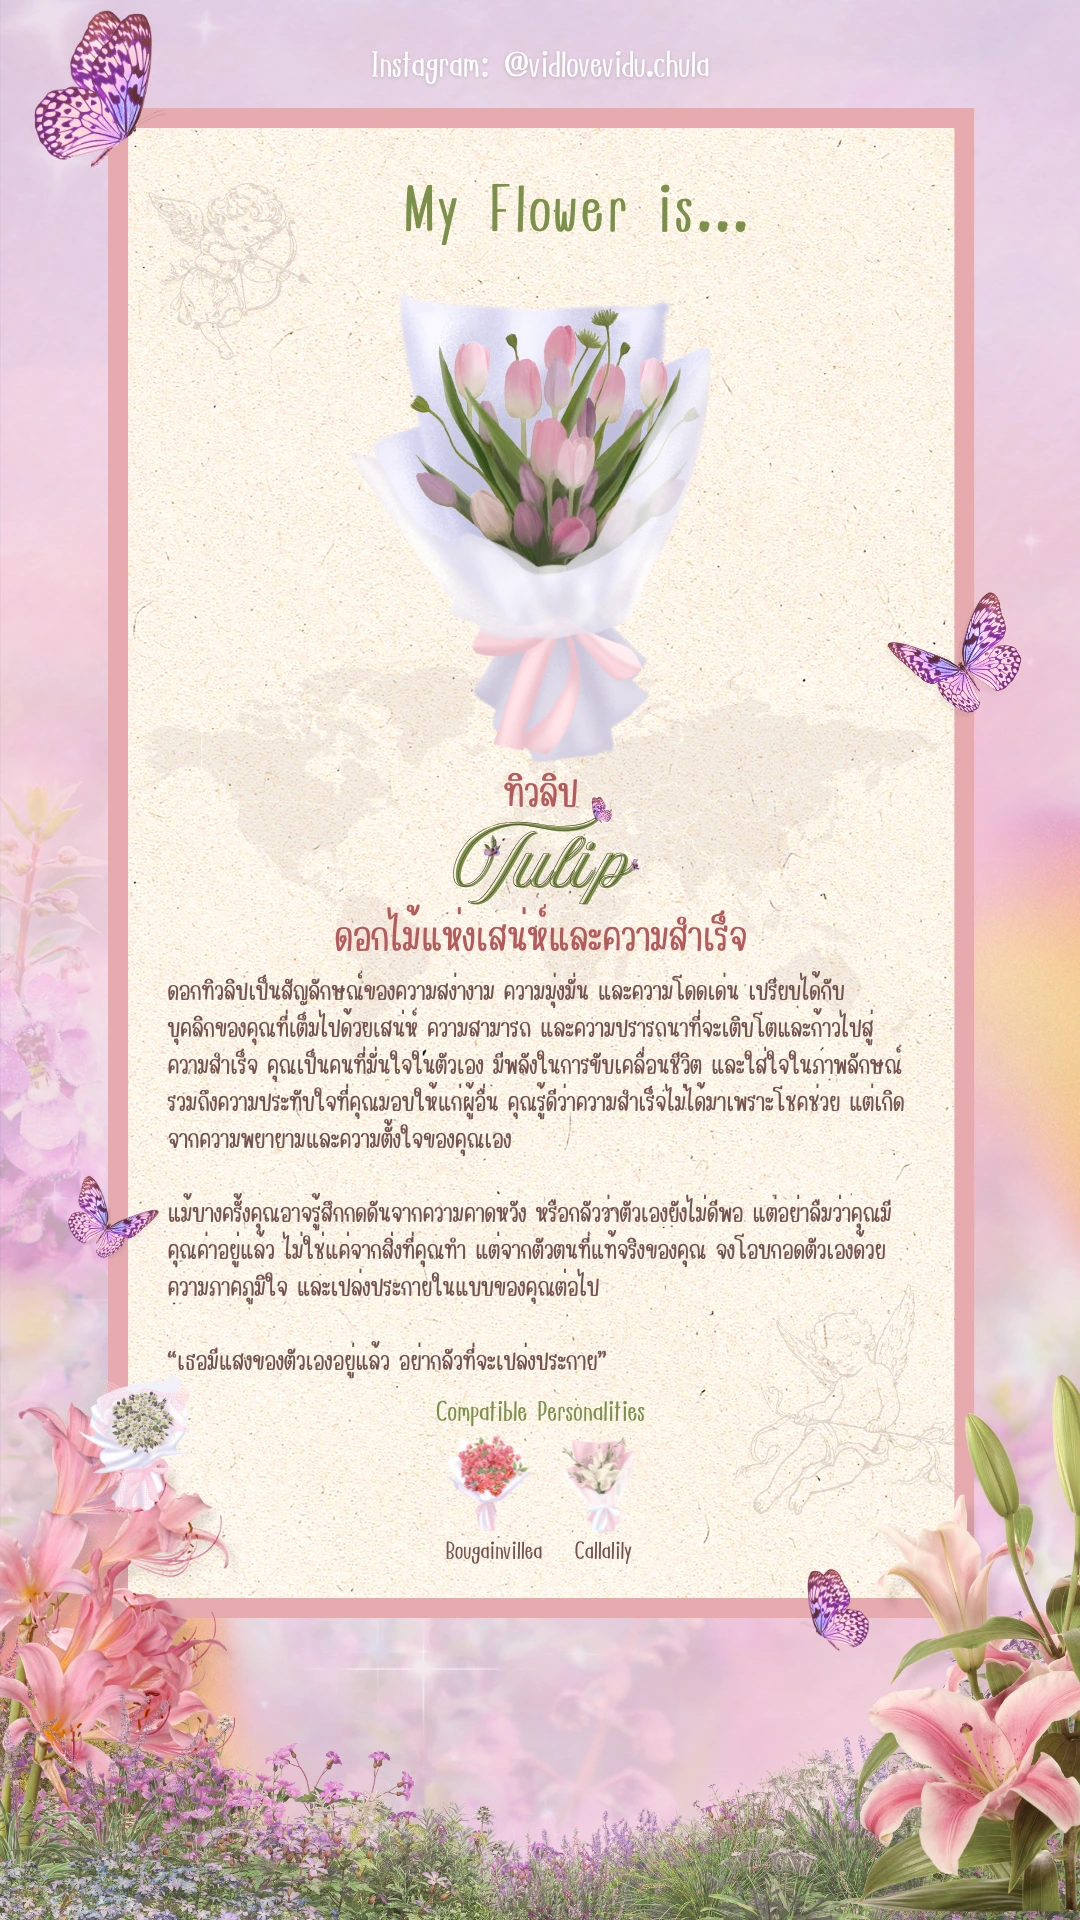 Instagram: @vidlovevidu.chula
My Flower is...
ทิวลิป
Tulip
ดอกไม้แห่งเสน่ห์และความสำเร็จ
ดอกทิวลิปเป็นสัญลักษณ์ของความสง่างาม ความมุ่งมั่น และความโดดเด่น เปรียบได้กับ
บุคลิกของคุณที่เต็มไปด้วยเสน่ห์ ความสามารถ และความปรารถนาที่จะเติบโตและก้าวไปสู่
ความสำเร็จ คุณเป็นคนที่มั่นใจในตัวเอง มีพลังในการขับเคลื่อนชีวิต และใส่ใจในภาพลักษณ์
รวมถึงความประทับใจที่คุณมอบให้แก่ผู้อื่น คุณรู้ดีว่าความสำเร็จไม่ได้มาเพราะโชคช่วย แต่เกิด
จากความพยายามและความตั้งใจของคุณเอง
แม้บางครั้งคุณอาจรู้สึกกดดันจากความคาดหวัง หรือกลัวว่าตัวเองยังไม่ดีพอ แต่อย่าลืมว่าคุณมี
คุณค่าอยู่แล้ว ไม่ใช่แค่จากสิ่งที่คุณทำ แต่จากตัวตนที่แท้จริงของคุณ จงโอบกอดตัวเองด้วย
ความภาคภูมิใจ และเปล่งประกายในแบบของคุณต่อไป
“เธอมีแสงของตัวเองอยู่แล้ว อย่ากลัวที่จะเปล่งประกาย”
Compatible Personalities
Bougainvillea Callalily